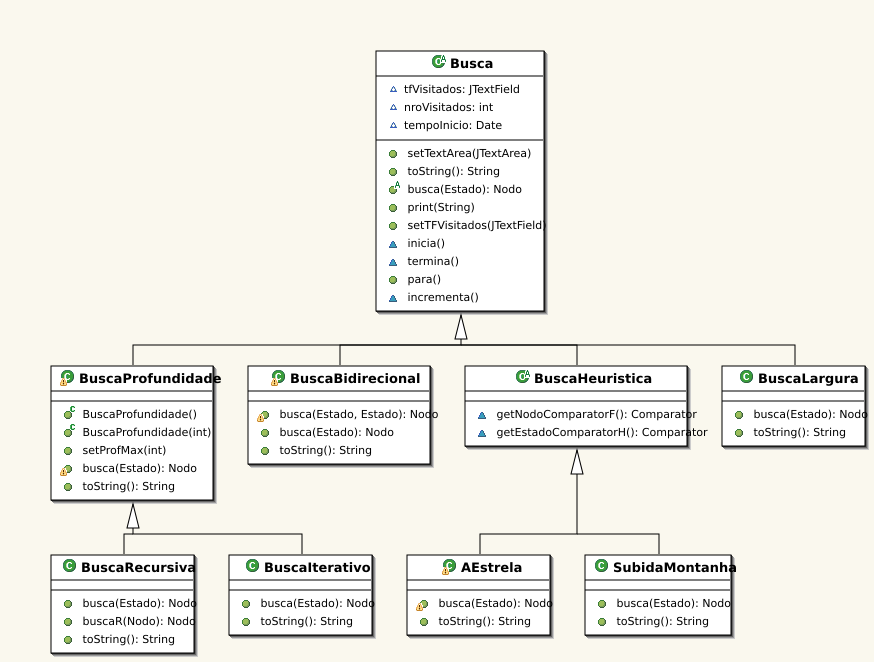 Busca
tfVisitados: JTextField
nroVisitados: int
tempoInicio: Date
setTextArea(JTextArea)
toString(): String
busca(Estado): Nodo
print(String)
setTFVisitados(JTextField)
inicia()
termina()
para()
incrementa()
BuscaProfundidade
BuscaProfundidade()
BuscaProfundidade(int)
setProfMax(int)
busca(Estado): Nodo
toString(): String
BuscaBidirecional
busca(Estado, Estado): Nodo
busca(Estado): Nodo
toString(): String
BuscaHeuristica
getNodoComparatorF(): Comparator
getEstadoComparatorH(): Comparator
BuscaLargura
busca(Estado): Nodo
toString(): String
BuscaRecursiva
busca(Estado): Nodo
buscaR(Nodo): Nodo
toString(): String
BuscaIterativo
busca(Estado): Nodo
toString(): String
AEstrela
busca(Estado): Nodo
toString(): String
SubidaMontanha
busca(Estado): Nodo
toString(): String